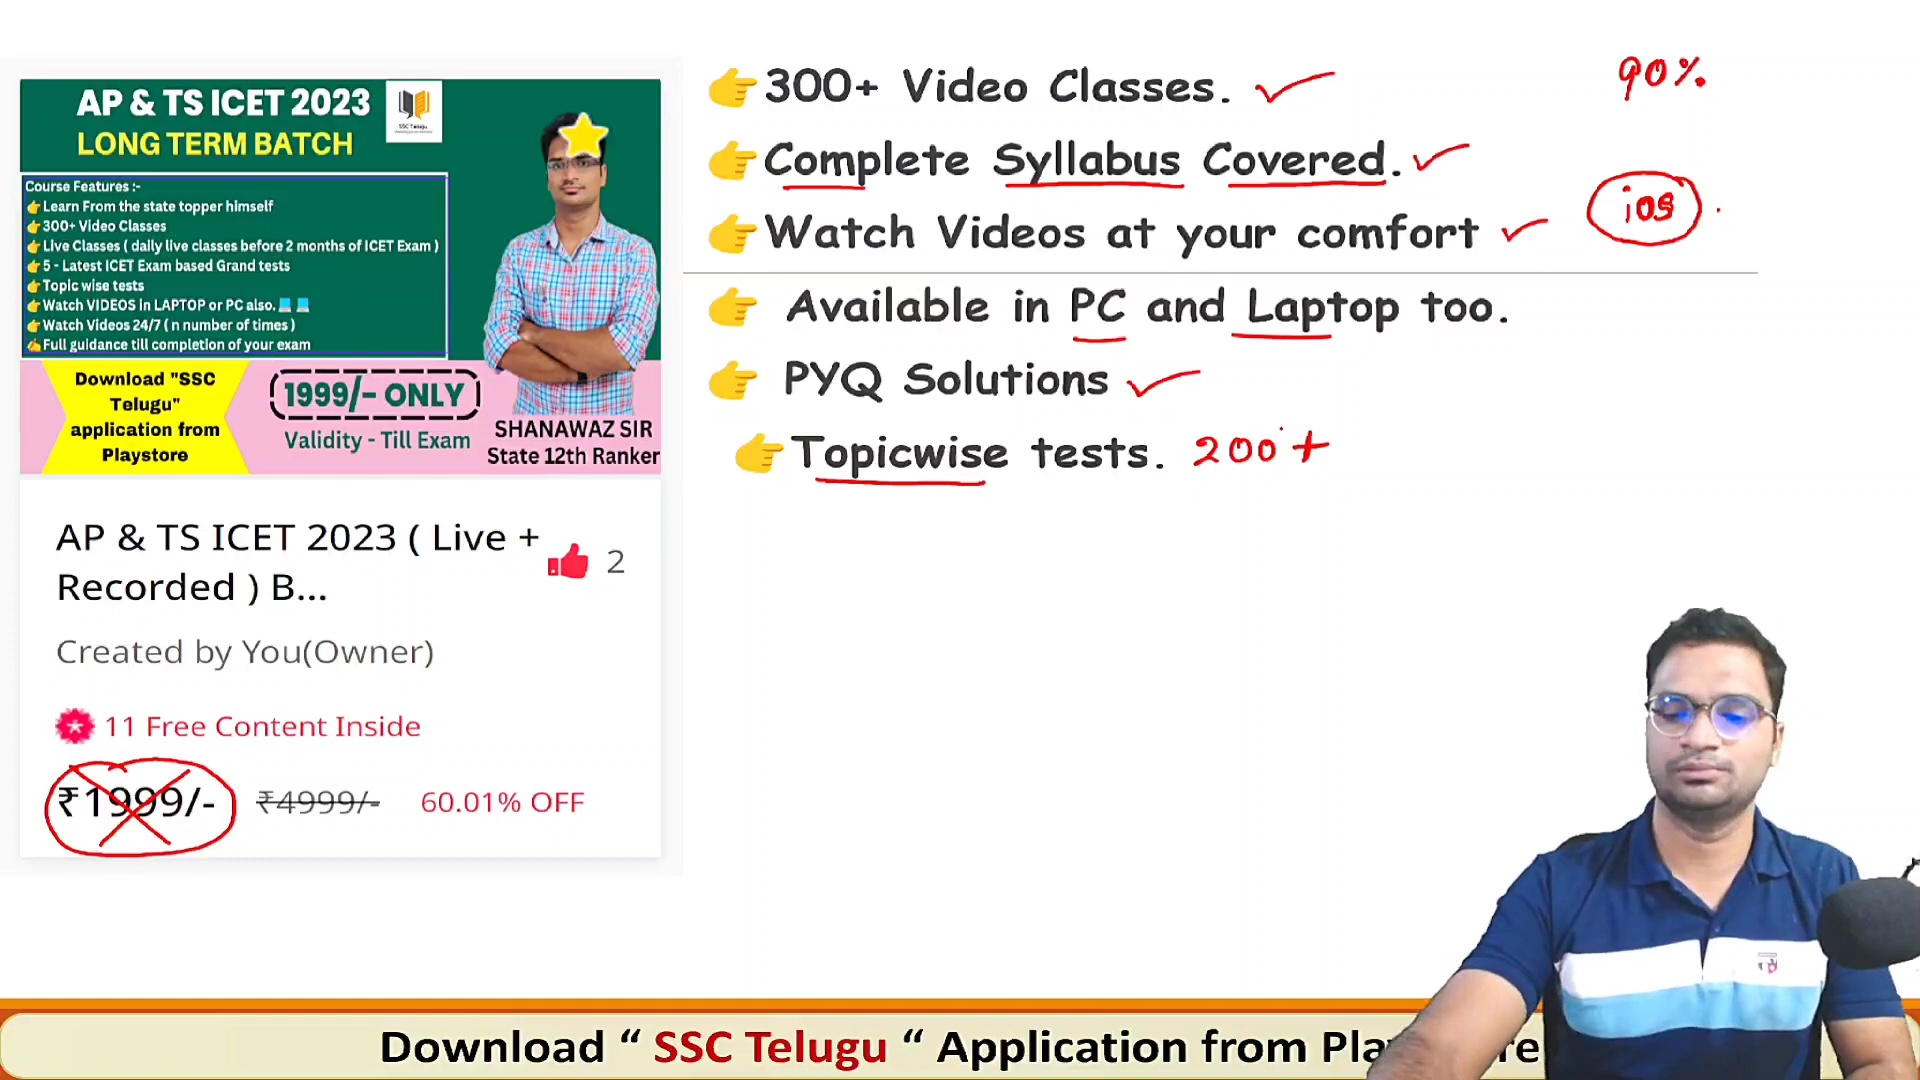 AP & TS ICET 2023
LONG TERM BATCH
SSC Telugu
Course Features :-
👉Learn From the state topper himself
👉300+ Video Classes
👉Live Classes ( daily live classes before 2 months of ICET Exam )
👉5 - Latest ICET Exam based Grand tests
👉Topic wise tests
👉Watch VIDEOS in LAPTOP or PC also.💻💻
👉Watch Videos 24/7 ( n number of times )
✍Full guidance till completion of your exam
Download "SSC
Telugu"
application from
Playstore
1999/- ONLY
Validity - Till Exam
SHANAWAZ SIR
State 12th Ranker
AP & TS ICET 2023 ( Live +
Recorded ) B...
2
Created by You(Owner)
11 Free Content Inside
₹1999/- ₹4999/- 60.01% OFF
👉300+ Video Classes.
90%
👉Complete Syllabus Covered.
👉Watch Videos at your comfort
ios
👉 Available in PC and Laptop too.
👉 PYQ Solutions
👉Topicwise tests. 200+
Download “ SSC Telugu “ Application from